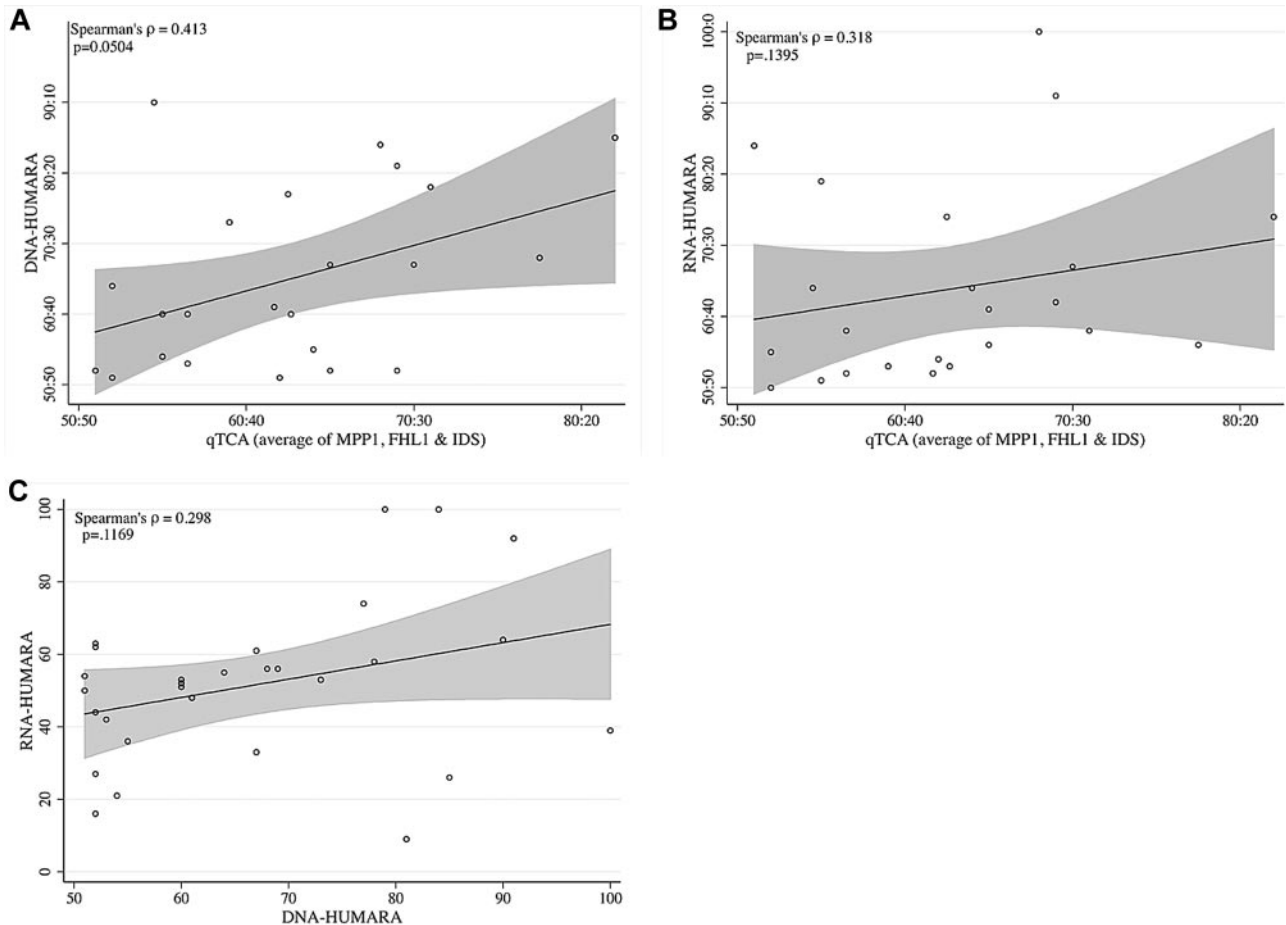 A
Spearman's ρ = 0.413
p=0.0504
DNA-HUMARA
90:10
80:20
70:30
60:40
50:50
50:50 60:40 70:30 80:20
qTCA (average of MPP1, FHL1 & IDS)
B
Spearman's ρ = 0.318
p=.1395
RNA-HUMARA
100:0
90:10
80:20
70:30
60:40
50:50
50:50 60:40 70:30 80:20
qTCA (average of MPP1, FHL1 & IDS)
C
Spearman's ρ = 0.298
p=.1169
RNA-HUMARA
100
80
60
40
20
0
50 60 70 80 90 100
DNA-HUMARA